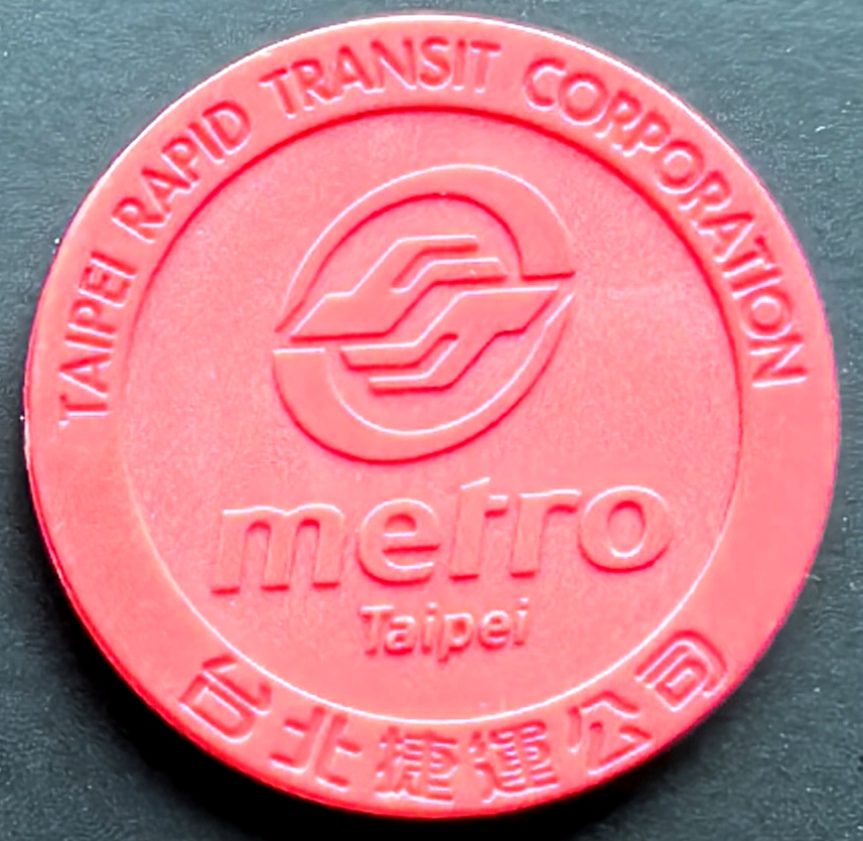 TAIPEI RAPID TRANSIT CORPORATION
metro
Taipei
台北捷運公司